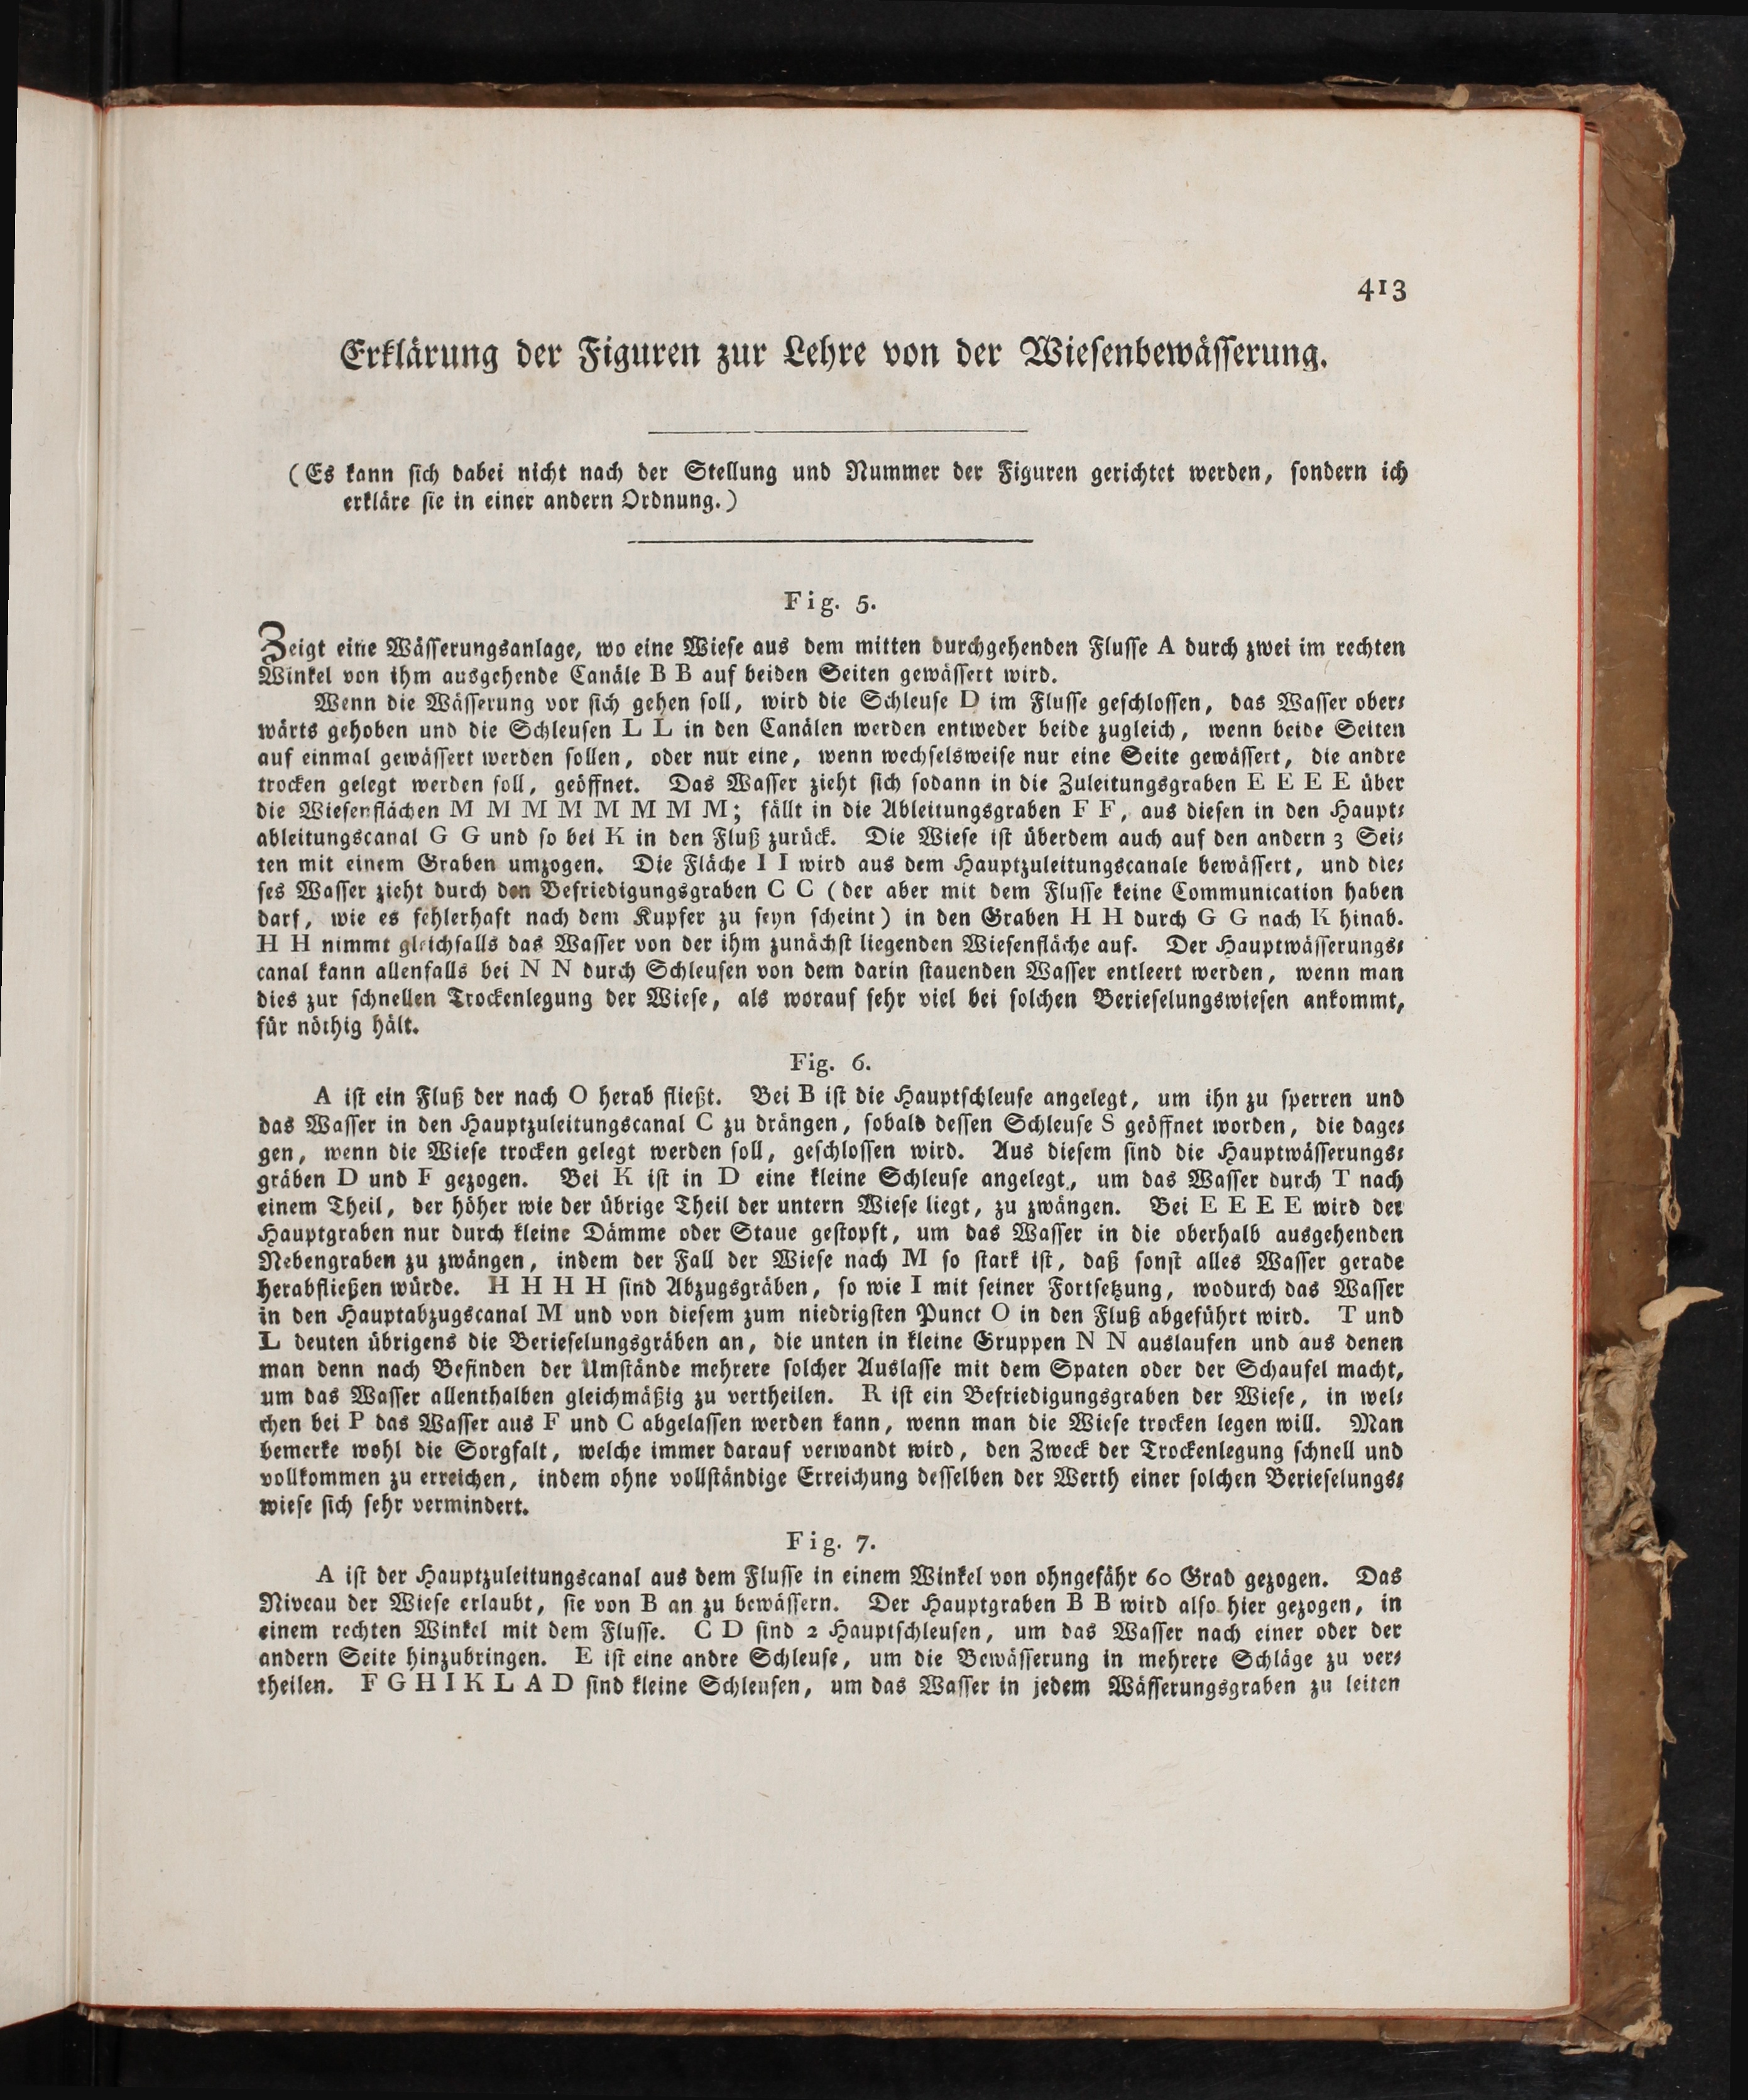 413
Erklärung der Figuren zur Lehre von der Wiesenbewässerung.
(Es kann sich dabei nicht nach der Stellung und Nummer der Figuren gerichtet werden, sondern ich
erkläre sie in einer andern Ordnung.)
Fig. 5.
Zeigt eine Wässerungsanlage, wo eine Wiese aus dem mitten durchgehenden Flusse A durch zwei im rechten
Winkel von ihm ausgehende Canäle B B auf beiden Seiten gewässert wird.
Wenn die Wässerung vor sich gehen soll, wird die Schleuse D im Flusse geschlossen, das Wasser ober-
wärts gehoben und die Schleusen L L in den Canälen werden entweder beide zugleich, wenn beide Seiten
auf einmal gewässert werden sollen, oder nur eine, wenn wechselsweise nur eine Seite gewässert, die andre
trocken gelegt werden soll, geöffnet. Das Wasser zieht sich sodann in die Zuleitungsgraben E E E E über
die Wiesenflächen M M M M M M M M; fällt in die Ableitungsgraben F F, aus diesen in den Haupt-
ableitungscanal G G und so bei K in den Fluß zurück. Die Wiese ist überdem auch auf den andern 3 Sei-
ten mit einem Graben umzogen. Die Fläche I I wird aus dem Hauptzuleitungscanale bewässert, und die-
ses Wasser zieht durch den Befriedigungsgraben C C (der aber mit dem Flusse keine Communication haben
darf, wie es fehlerhaft nach dem Kupfer zu seyn scheint) in den Graben H H durch G G nach K hinab.
H H nimmt gleichfalls das Wasser von der ihm zunächst liegenden Wiesenfläche auf. Der Hauptwässerungs-
canal kann allenfalls bei N N durch Schleusen von dem darin stauenden Wasser entleert werden, wenn man
dies zur schnellen Trockenlegung der Wiese, als worauf sehr viel bei solchen Berieselungswiesen ankommt,
für nöthig hält.
Fig. 6.
A ist ein Fluß der nach O herab fließt. Bei B ist die Hauptschleuse angelegt, um ihn zu sperren und
das Wasser in den Hauptzuleitungscanal C zu drängen, sobald dessen Schleuse S geöffnet worden, die dage-
gen, wenn die Wiese trocken gelegt werden soll, geschlossen wird. Aus diesem sind die Hauptwässerungs-
gräben D und F gezogen. Bei K ist in D eine kleine Schleuse angelegt, um das Wasser durch T nach
einem Theil, der höher wie der übrige Theil der untern Wiese liegt, zu zwängen. Bei E E E E wird der
Hauptgraben nur durch kleine Dämme oder Staue gestopft, um das Wasser in die oberhalb ausgehenden
Nebengraben zu zwängen, indem der Fall der Wiese nach M so stark ist, daß sonst alles Wasser gerade
herabfließen würde. H H H H sind Abzugsgräben, so wie I mit seiner Fortsetzung, wodurch das Wasser
in den Hauptabzugscanal M und von diesem zum niedrigsten Punct O in den Fluß abgeführt wird. T und
L deuten übrigens die Berieselungsgräben an, die unten in kleine Gruppen N N auslaufen und aus denen
man denn nach Befinden der Umstände mehrere solcher Auslasse mit dem Spaten oder der Schaufel macht,
um das Wasser allenthalben gleichmäßig zu vertheilen. R ist ein Befriedigungsgraben der Wiese, in wel-
chen bei P das Wasser aus F und C abgelassen werden kann, wenn man die Wiese trocken legen will. Man
bemerke wohl die Sorgfalt, welche immer darauf verwandt wird, den Zweck der Trockenlegung schnell und
vollkommen zu erreichen, indem ohne vollständige Erreichung desselben der Werth einer solchen Berieselungs-
wiese sich sehr vermindert.
Fig. 7.
A ist der Hauptzuleitungscanal aus dem Flusse in einem Winkel von ohngefähr 60 Grad gezogen. Das
Niveau der Wiese erlaubt, sie von B an zu bewässern. Der Hauptgraben B B wird also hier gezogen, in
einem rechten Winkel mit dem Flusse. C D sind 2 Hauptschleusen, um das Wasser nach einer oder der
andern Seite hinzubringen. E ist eine andre Schleuse, um die Bewässerung in mehrere Schläge zu ver-
theilen. F G H I K L A D sind kleine Schleusen, um das Wasser in jedem Wässerungsgraben zu leiten